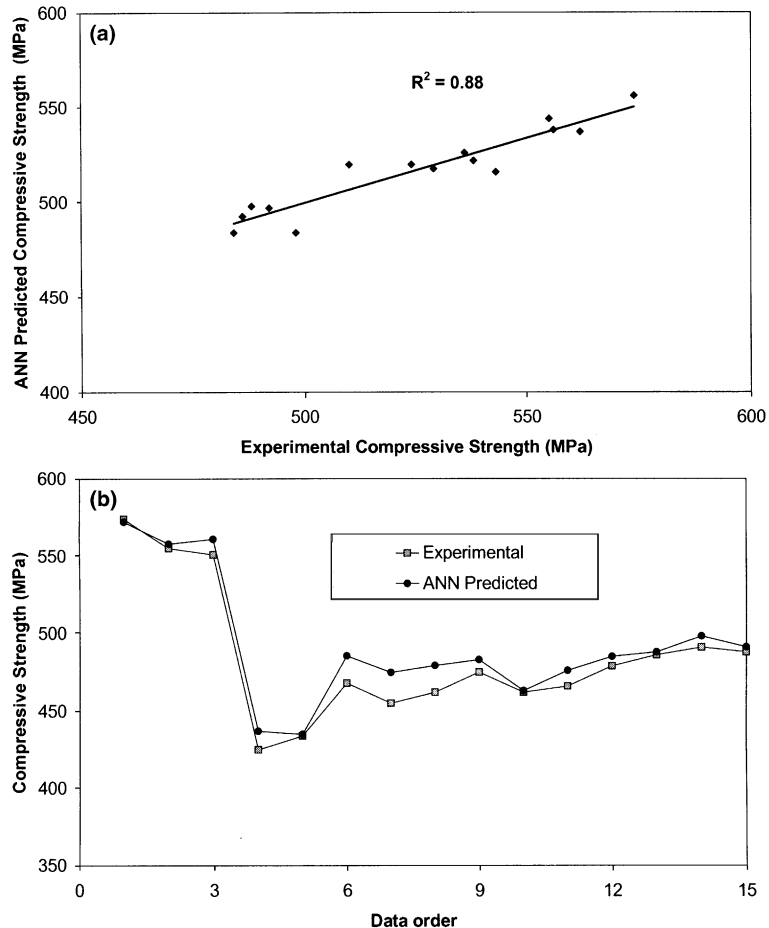 (a)
600
550
500
450
400
ANN Predicted Compressive Strength (MPa)
R² = 0.88
450 500 550 600
Experimental Compressive Strength (MPa)
(b)
600
550
500
450
400
350
Compressive Strength (MPa)
Experimental
ANN Predicted
0 3 6 9 12 15
Data order